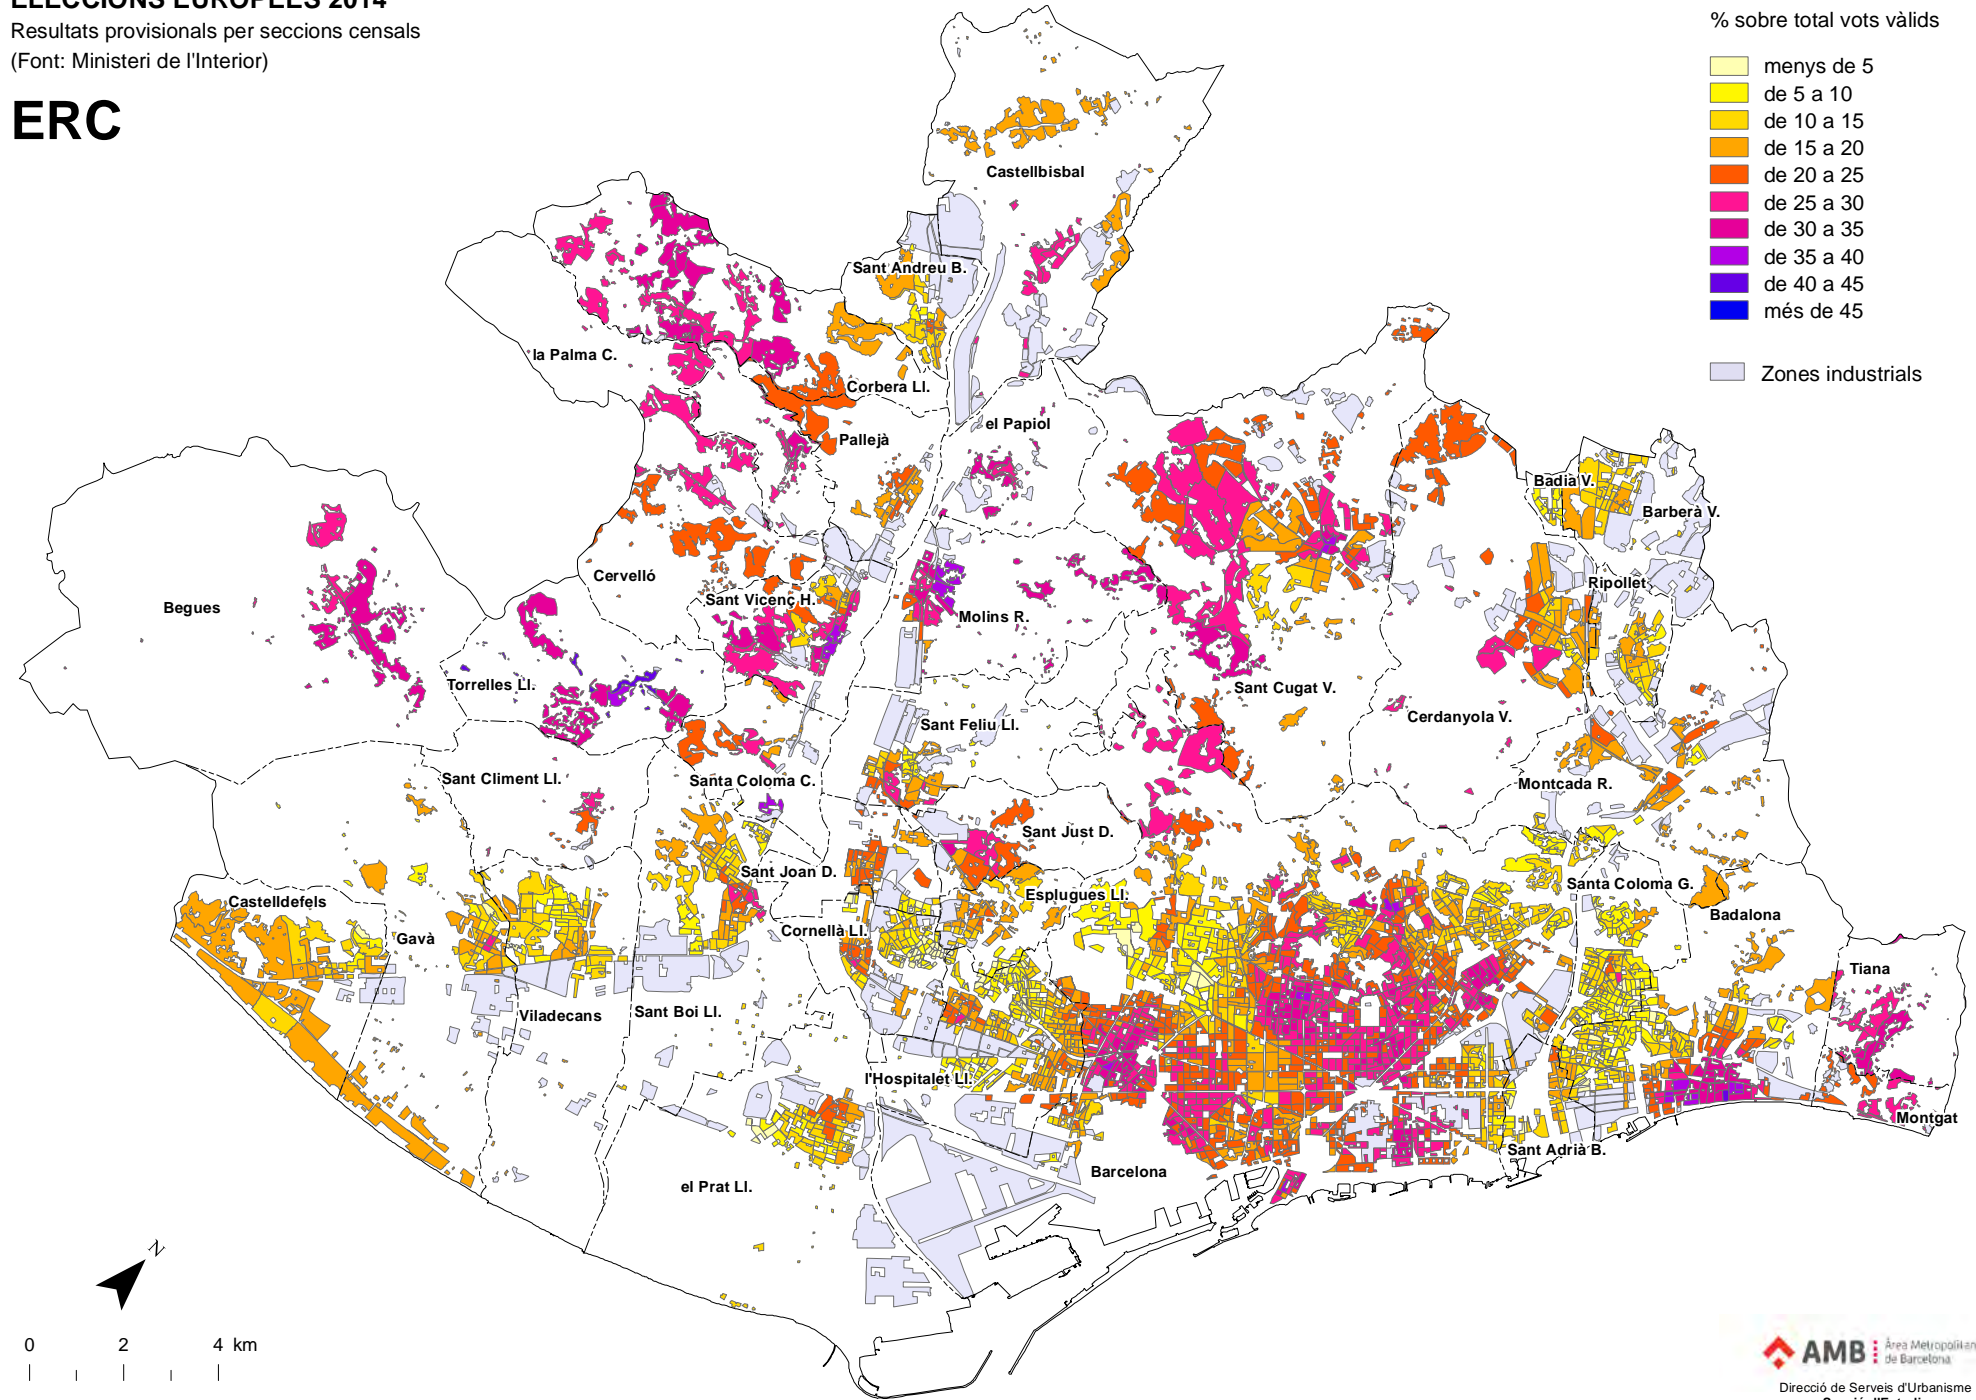 ELECCIONS EUROPEES 2014
Resultats provisionals per seccions censals
(Font: Ministeri de l'Interior)
ERC
% sobre total vots vàlids
menys de 5
de 5 a 10
de 10 a 15
de 15 a 20
de 20 a 25
de 25 a 30
de 30 a 35
de 35 a 40
de 40 a 45
més de 45
Zones industrials
Castellbisbal
Sant Andreu B.
la Palma C.
Corbera Ll.
el Papiol
Pallejà
Badia V.
Barberà V.
Cervelló
Ripollet
Begues
Sant Vicenç H.
Molins R.
Torrelles Ll.
Sant Cugat V.
Cerdanyola V.
Sant Feliu Ll.
Sant Climent Ll.
Santa Coloma C.
Montcada R.
Sant Just D.
Sant Joan D.
Santa Coloma G.
Esplugues Ll.
Castelldefels
Badalona
Gavà
Cornellà Ll.
Tiana
Viladecans
Sant Boi Ll.
l'Hospitalet Ll.
Montgat
Sant Adrià B.
Barcelona
el Prat Ll.
N
0 2 4 km
AMB
Àrea Metropolitana
de Barcelona
Direcció de Serveis d'Urbanisme